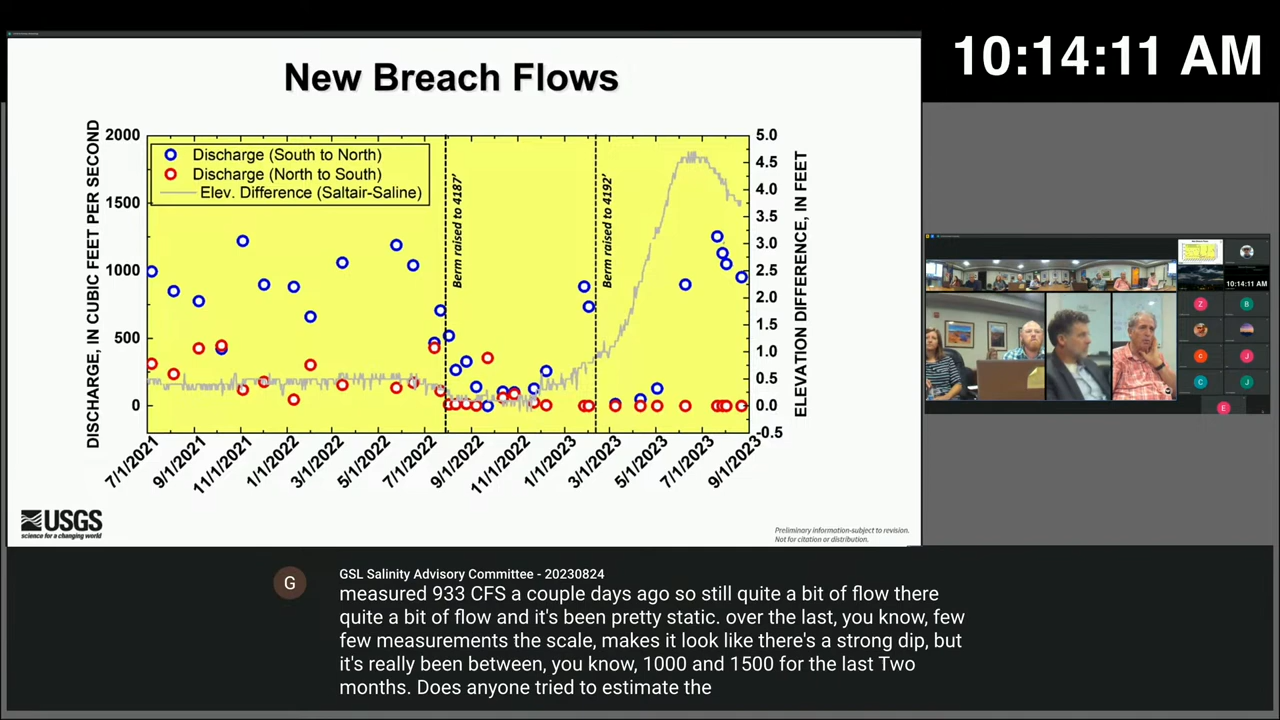 10:14:11 AM
New Breach Flows
DISCHARGE, IN CUBIC FEET PER SECOND
2000
1500
1000
500
0
Discharge (South to North)
Discharge (North to South)
Elev. Difference (Saltair-Saline)
Berm raised to 4187'
Berm raised to 4192'
5.0
4.5
4.0
3.5
3.0
2.5
2.0
1.5
1.0
0.5
0.0
-0.5
ELEVATION DIFFERENCE, IN FEET
7/1/2021
9/1/2021
11/1/2021
1/1/2022
3/1/2022
5/1/2022
7/1/2022
9/1/2022
11/1/2022
1/1/2023
3/1/2023
5/1/2023
7/1/2023
9/1/2023
USGS
science for a changing world
Preliminary information-subject to revision.
Not for citation or distribution.
10:14:11 AM
Z
B
C
J
C
J
E
G
GSL Salinity Advisory Committee - 20230824
measured 933 CFS a couple days ago so still quite a bit of flow there
quite a bit of flow and it's been pretty static. over the last, you know, few
few measurements the scale, makes it look like there's a strong dip, but
it's really been between, you know, 1000 and 1500 for the last Two
months. Does anyone tried to estimate the